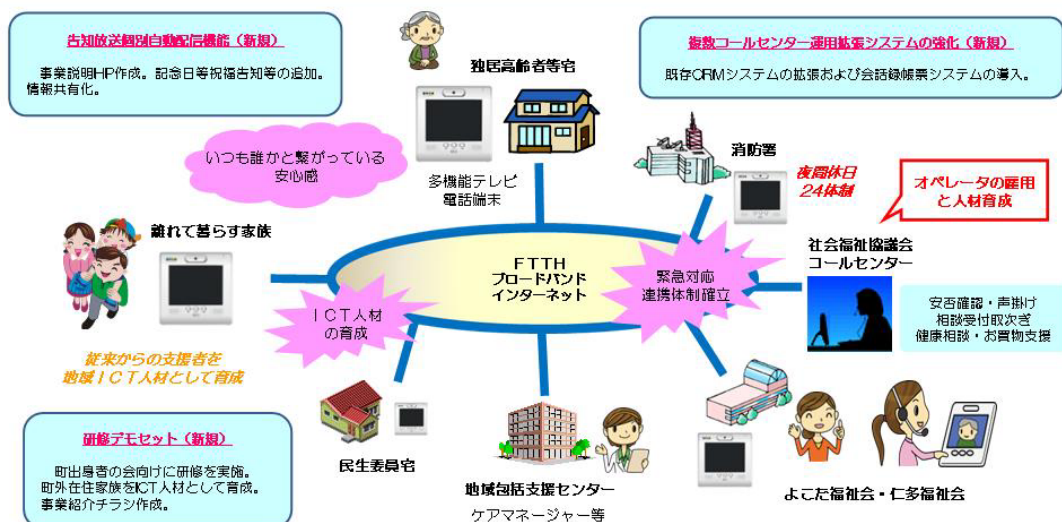 告知放送個別自動配信機能（新規）
事業説明HP作成。記念日等祝福告知等の追加。
情報共有化。
独居高齢者等宅
複数コールセンター運用拡張システムの強化（新規）
既存CRMシステムの拡張および会話録帳票システムの導入。
いつも誰かと繋がっている
安心感
多機能テレビ
電話端末
消防署
夜間休日
24体制
オペレータの雇用
と人材育成
離れて暮らす家族
FTTH
ブロードバンド
インターネット
緊急対応
連携体制確立
社会福祉協議会
コールセンター
ICT人材
の育成
安否確認・声掛け
相談受付取次ぎ
健康相談・お買物支援
従来からの支援者を
地域ICT人材として育成
研修デモセット（新規）
町出身者の会向けに研修を実施。
町外在住家族をICT人材として育成。
事業紹介チラシ作成。
民生委員宅
地域包括支援センター
ケアマネージャー等
よこた福祉会・仁多福祉会